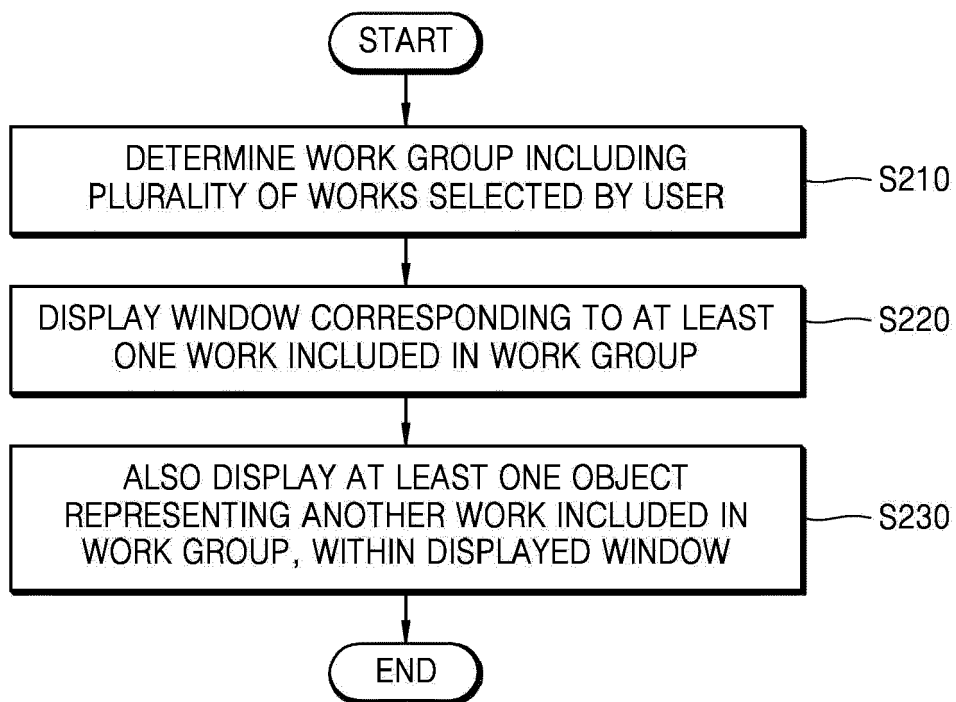 START
DETERMINE WORK GROUP INCLUDING
PLURALITY OF WORKS SELECTED BY USER
S210
DISPLAY WINDOW CORRESPONDING TO AT LEAST
ONE WORK INCLUDED IN WORK GROUP
S220
ALSO DISPLAY AT LEAST ONE OBJECT
REPRESENTING ANOTHER WORK INCLUDED IN
WORK GROUP, WITHIN DISPLAYED WINDOW
S230
END